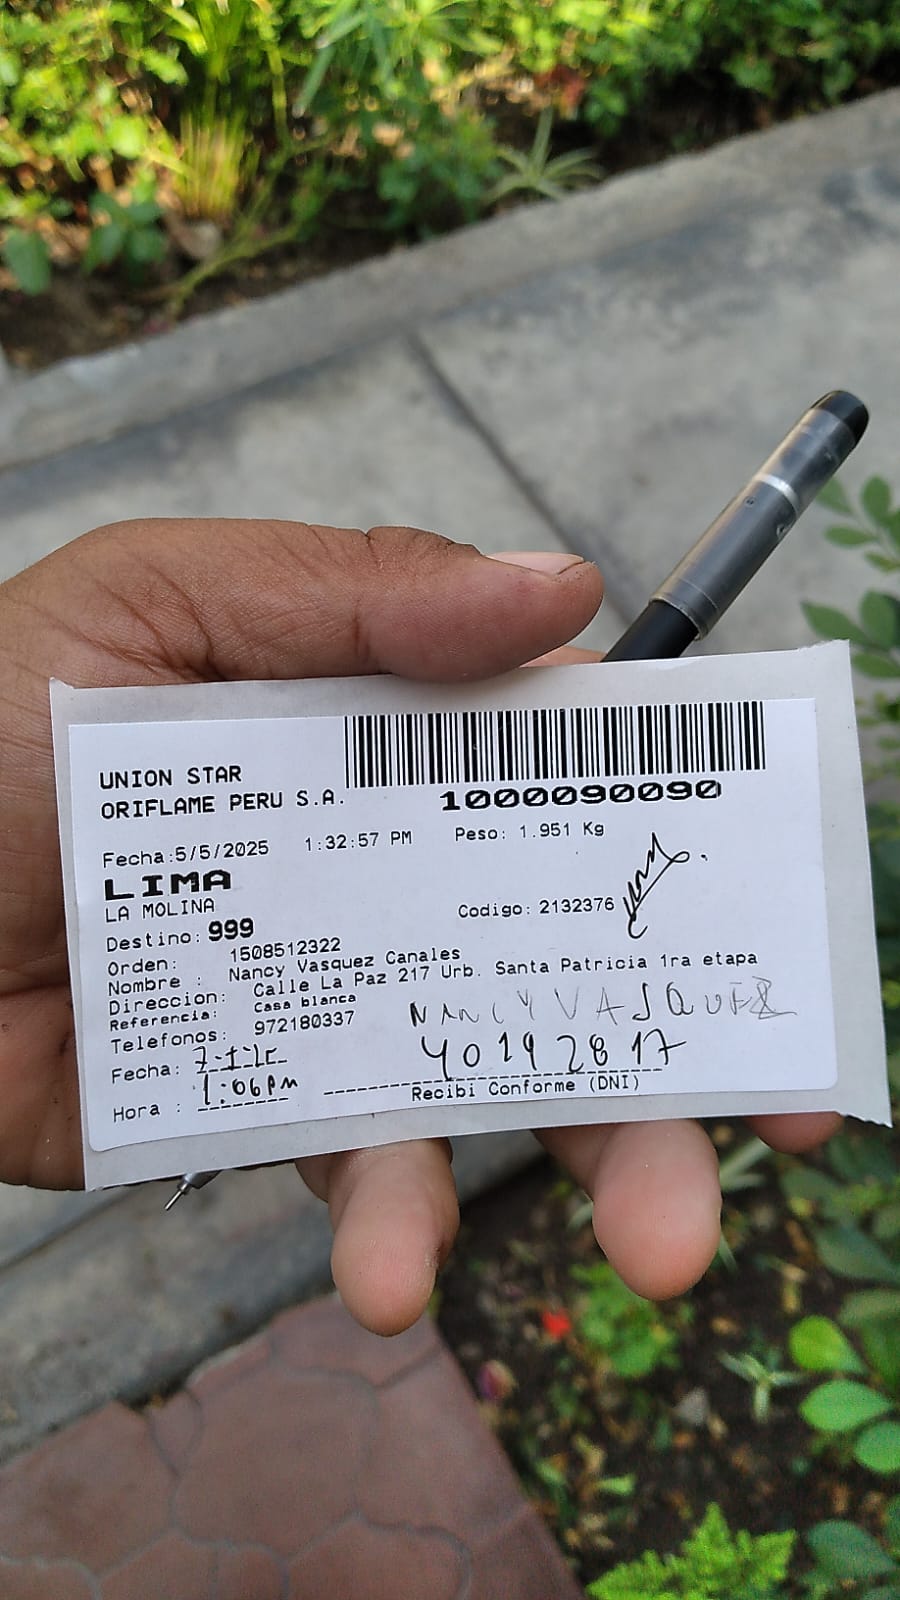 UNION STAR
ORIFLAME PERU S.A.
1000090090
Fecha:5/5/2025 1:32:57 PM Peso: 1.951 Kg
LIMA
LA MOLINA
Codigo: 2132376
Destino: 999
Orden: 1508512322
Nombre : Nancy Vasquez Canales
Direccion: Calle La Paz 217 Urb. Santa Patricia 1ra etapa
Referencia: Casa blanca
Telefonos: 972180337
NANCY VASQUEZ
Fecha:
40192817
Hora : 1:06PM
Recibi Conforme (DNI)